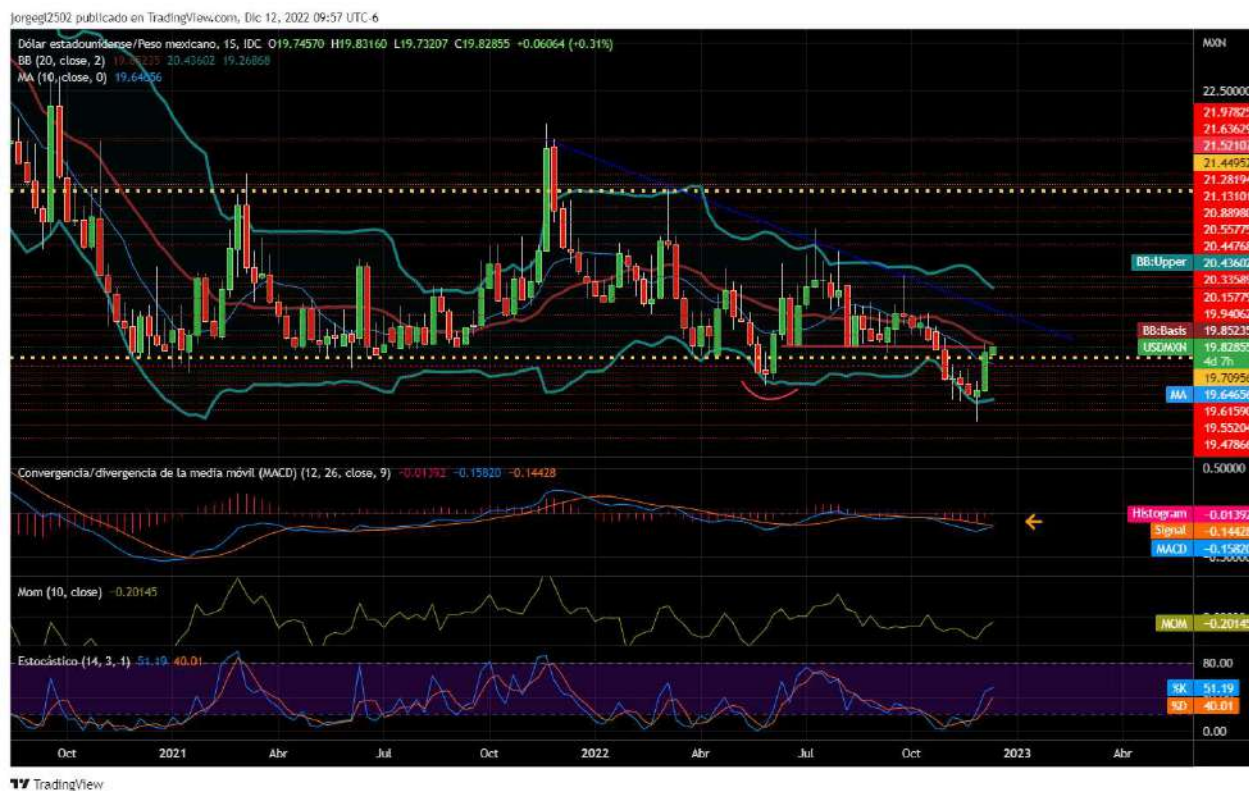 jorgegl2502 publicado en TradingView.com, Dic 12, 2022 09:57 UTC-6
Dólar estadounidense/Peso mexicano, 1S, IDC O19.74570 H19.83160 L19.73207 C19.82855 +0.06064 (+0.31%)
MXN
BB (20, close, 2) 19.85235 20.43602 19.26868
MA (10, close, 0) 19.64656
22.50000
21.97825
21.63629
21.52107
21.44952
21.28194
21.13101
20.88980
20.55775
20.44768
BB:Upper 20.43602
20.33589
20.15775
19.94062
BB:Basis 19.85235
USDMXN 19.82855
4d 7h
19.70956
MA 19.64656
19.61590
19.55204
19.47866
Convergencia/divergencia de la media móvil (MACD) (12, 26, close, 9) -0.01392 -0.15820 -0.14428
0.50000
Histogram -0.01392
Signal -0.14428
MACD -0.15820
Mom (10, close) -0.20145
MOM -0.20145
Estocástico (14, 3, 1) 51.19 40.01
80.00
%K 51.19
%D 40.01
0.00
Oct 2021 Abr Jul Oct 2022 Abr Jul Oct 2023 Abr
TradingView